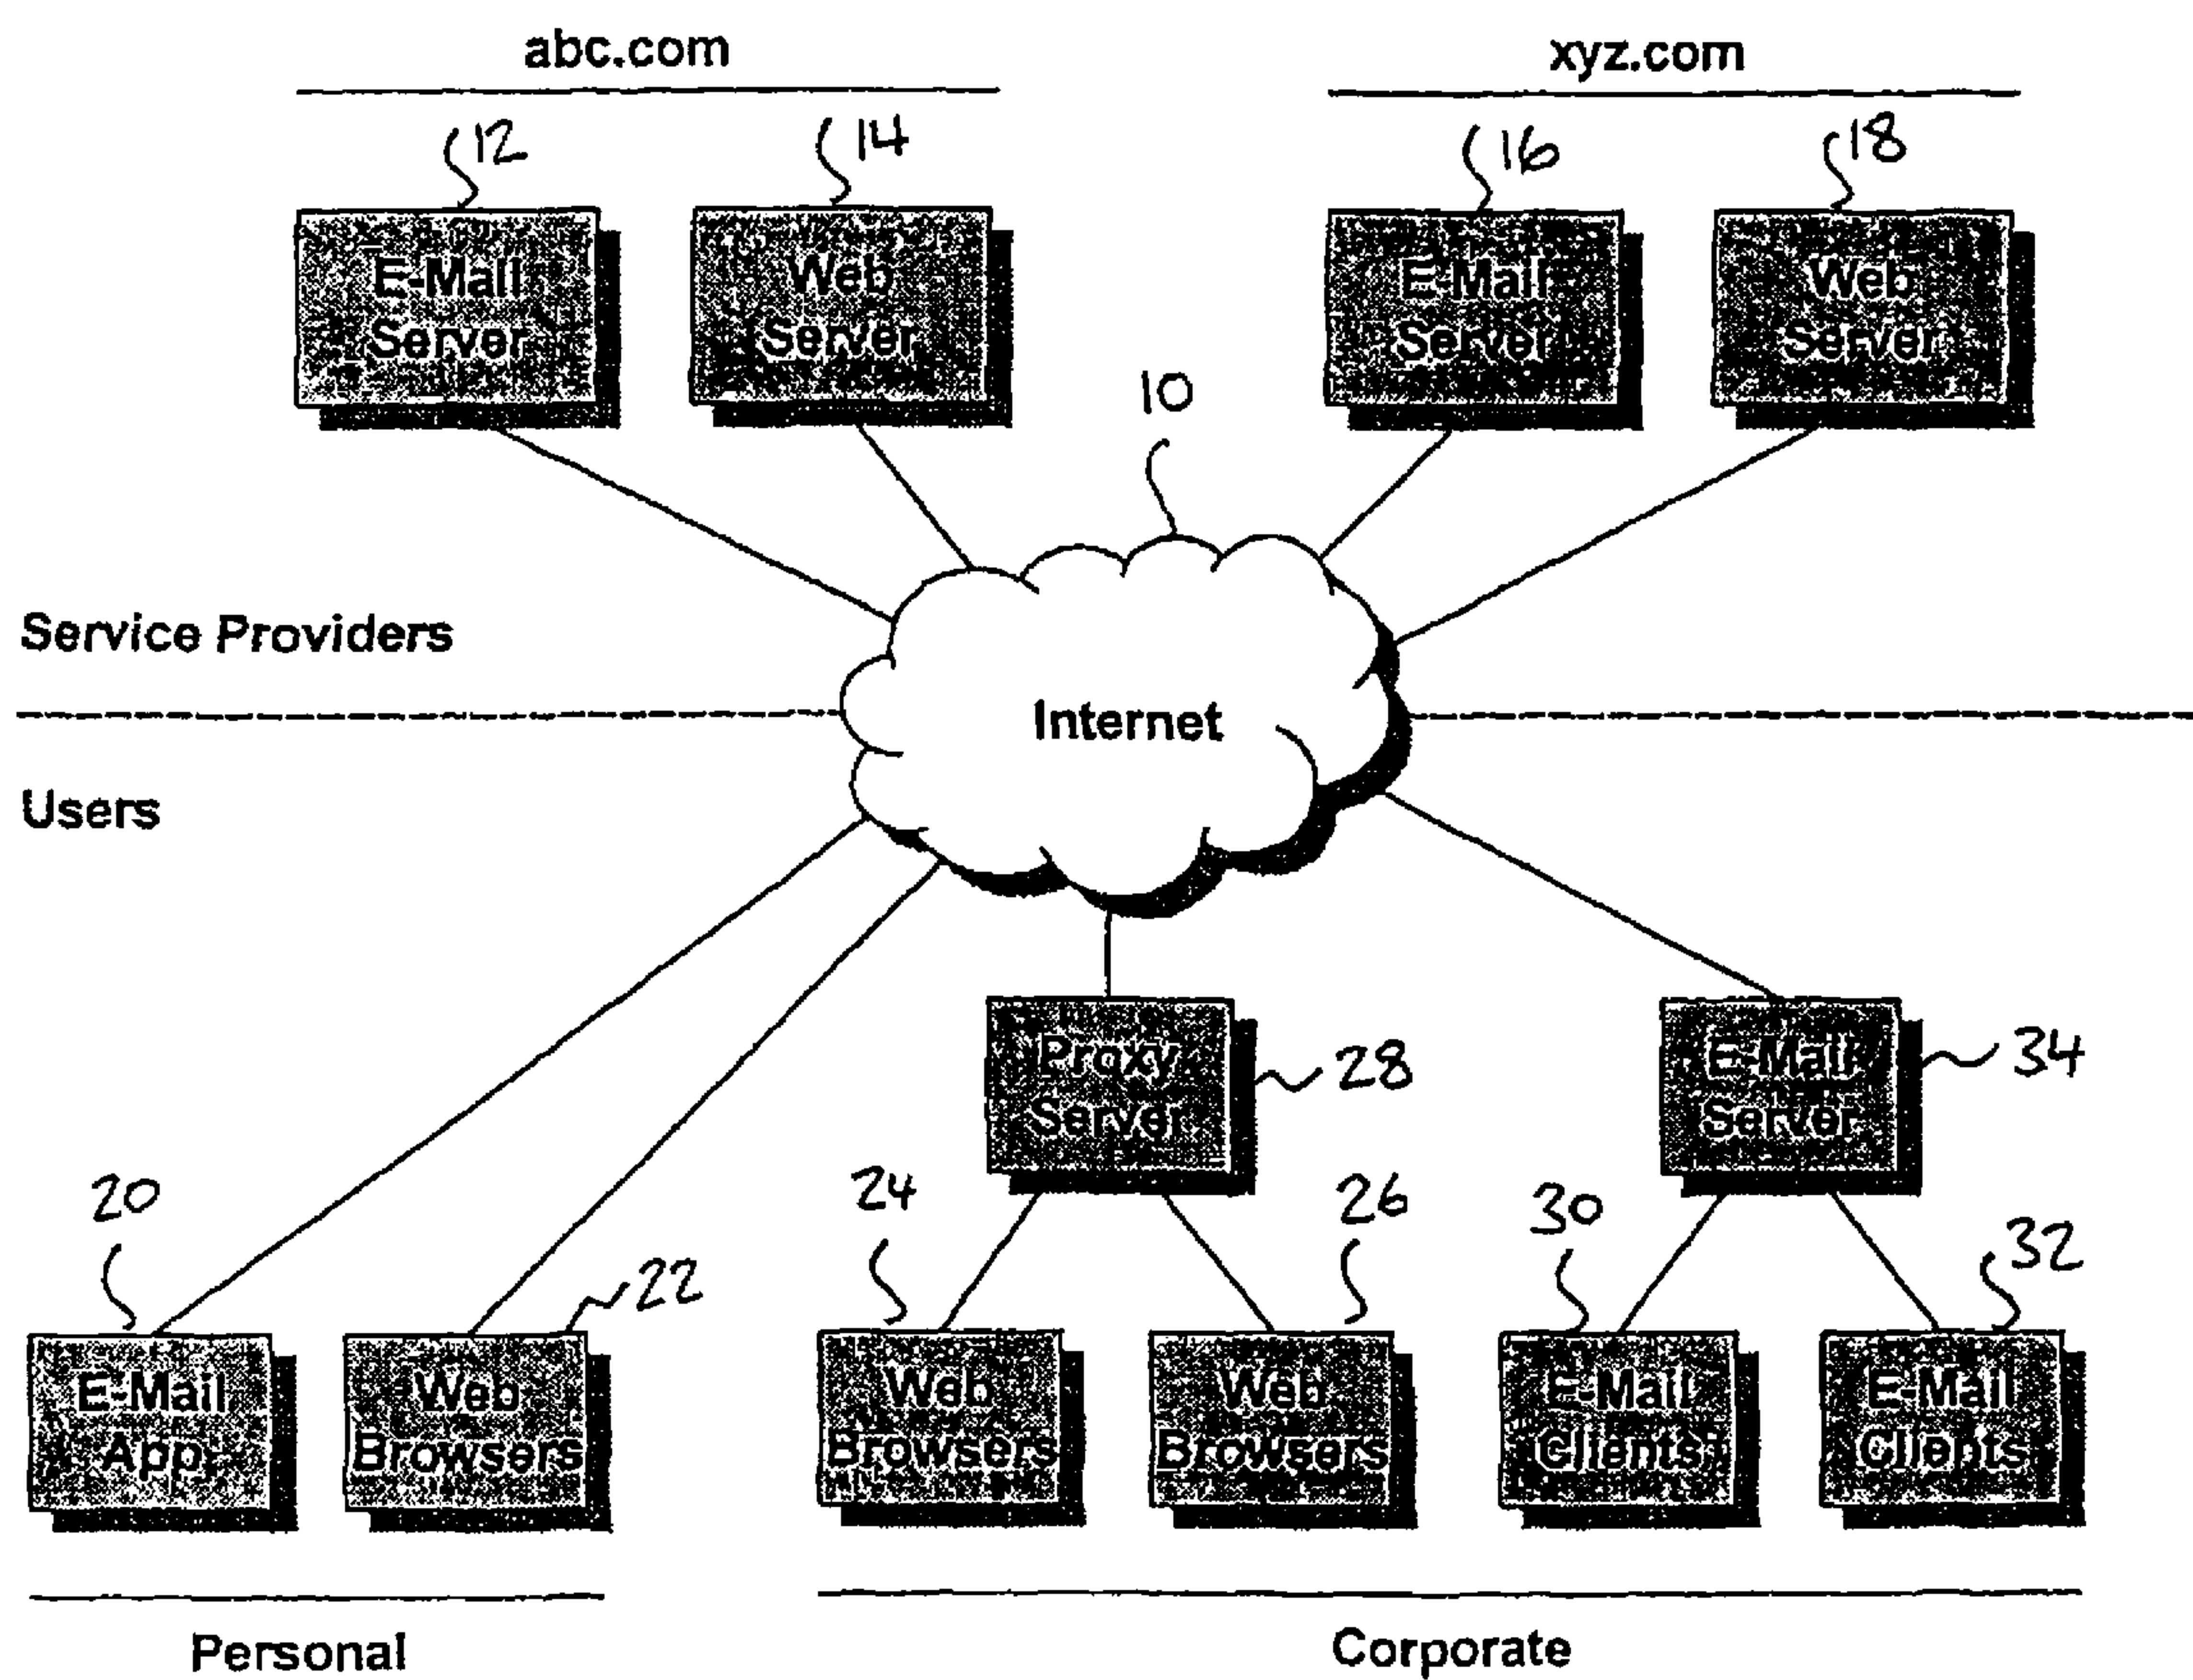 abc.com
xyz.com
12
14
16
18
E-Mail
Server
Web
Server
E-Mail
Server
Web
Server
10
Service Providers
Internet
Users
Proxy
Server
28
E-Mail
Server
34
20
22
24
26
30
32
E-Mail
App.
Web
Browsers
Web
Browsers
Web
Browsers
E-Mail
Clients
E-Mail
Clients
Personal
Corporate